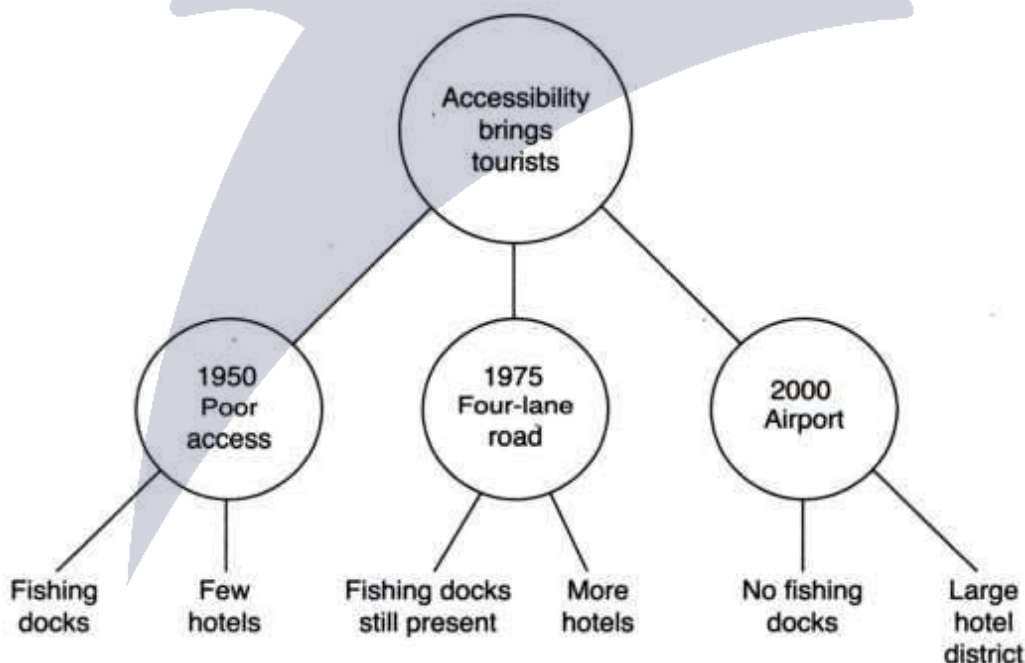 Accessibility
brings
tourists
1950
Poor
access
1975
Four-lane
road
2000
Airport
Fishing
docks
Few
hotels
Fishing docks
still present
More
hotels
No fishing
docks
Large
hotel
district